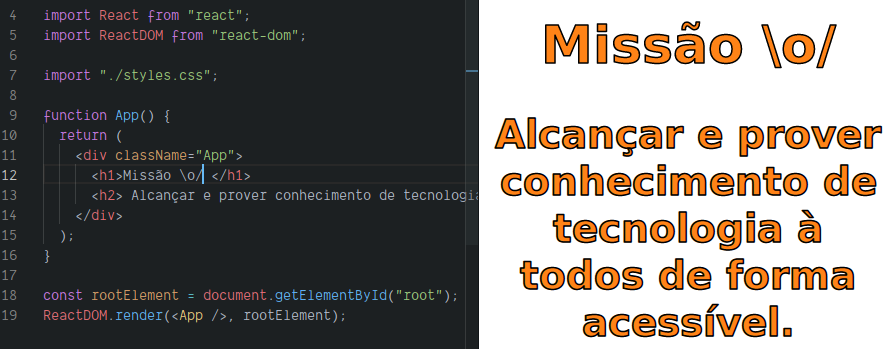 4 import React from "react";
5 import ReactDOM from "react-dom";
6
7 import "./styles.css";
8
9 function App() {
10 return (
11 <div className="App">
12 <h1>Missão \o/ </h1>
13 <h2> Alcançar e prover conhecimento de tecnologia
14 </div>
15 );
16 }
17
18 const rootElement = document.getElementById("root");
19 ReactDOM.render(<App />, rootElement);
Missão \o/
Alcançar e prover
conhecimento de
tecnologia à
todos de forma
acessível.